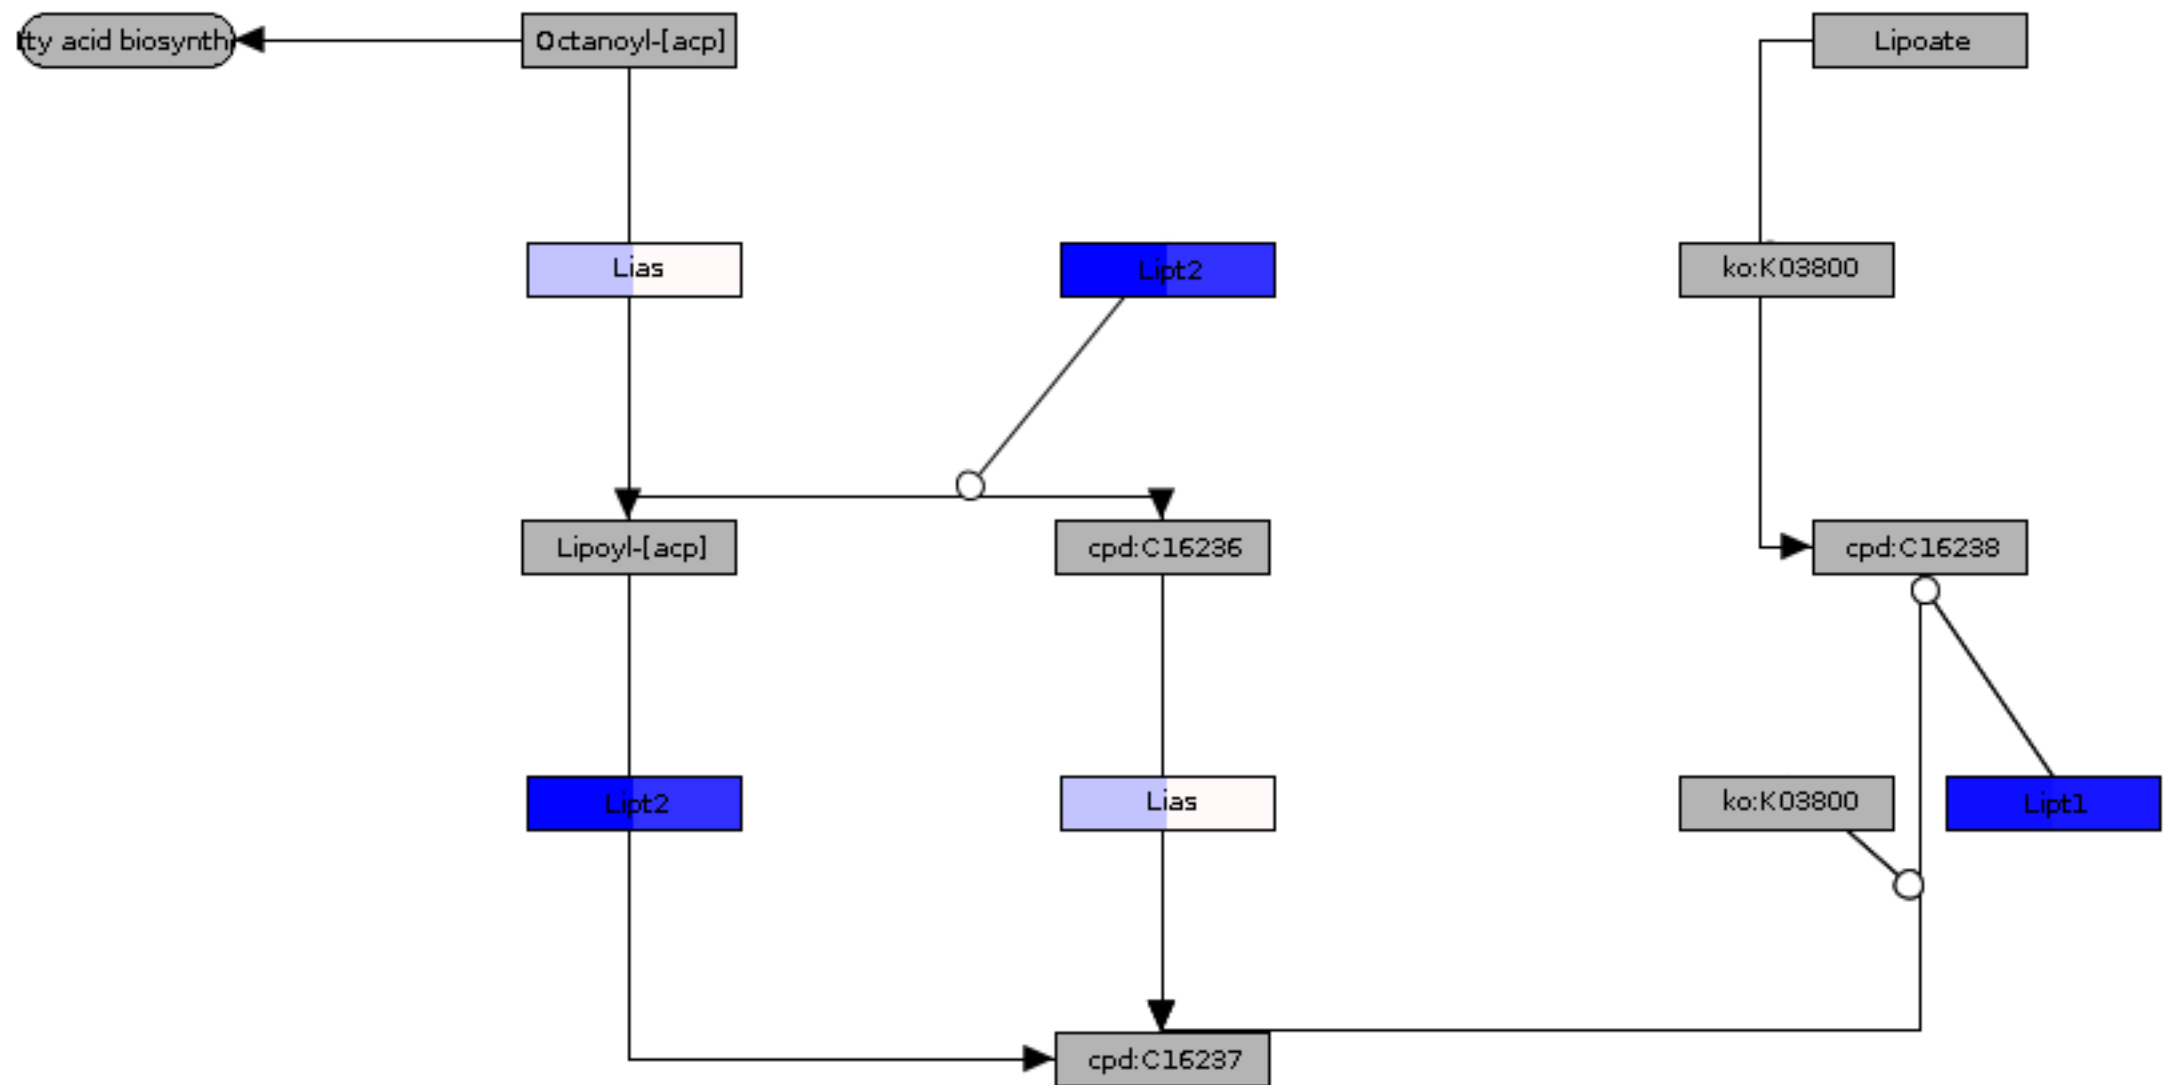 tty acid biosynth
Octanoyl-[acp]
Lipoate
Lias
Lipt2
ko:K03800
Lipoyl-[acp]
cpd:C16236
cpd:C16238
Lipt2
Lias
ko:K03800
Lipt1
cpd:C16237